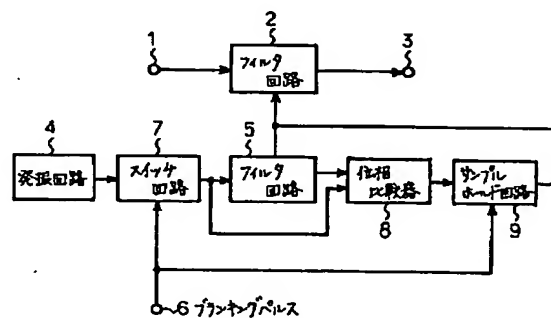 2
1
フィルタ
回路
3
4
7
5
発振回路
スイッチ
回路
フィルタ
回路
位相
比較器
サンプル
ホールド回路
8
9
6 ブランキングパルス